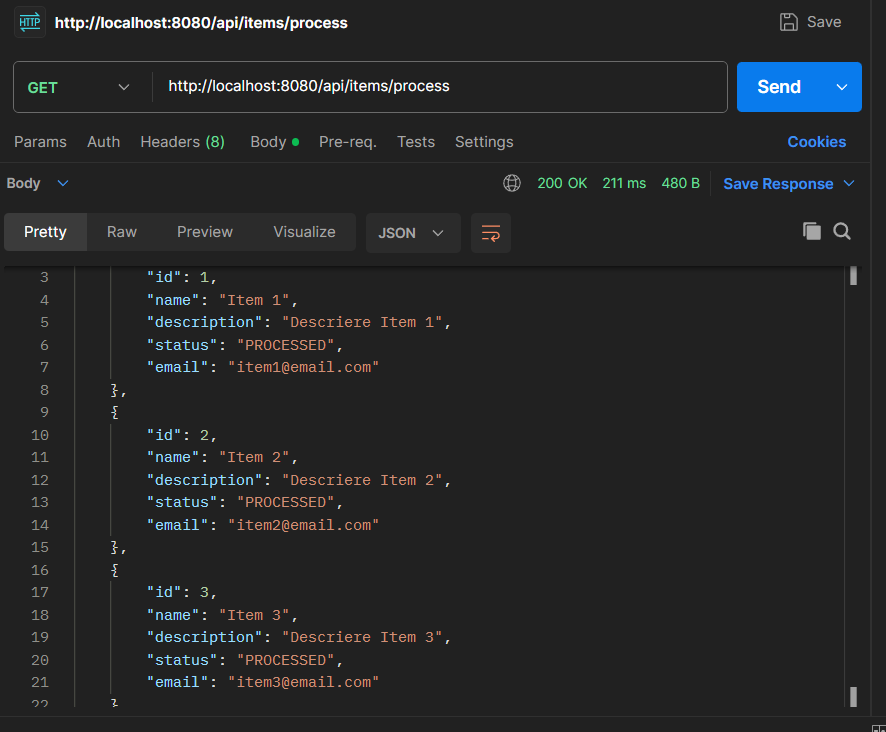 HTTP http://localhost:8080/api/items/process Save
GET http://localhost:8080/api/items/process Send
Params Auth Headers (8) Body Pre-req. Tests Settings Cookies
Body 200 OK 211 ms 480 B Save Response
Pretty Raw Preview Visualize JSON
3 "id": 1,
4 "name": "Item 1",
5 "description": "Descriere Item 1",
6 "status": "PROCESSED",
7 "email": "item1@email.com"
8 },
9 {
10 "id": 2,
11 "name": "Item 2",
12 "description": "Descriere Item 2",
13 "status": "PROCESSED",
14 "email": "item2@email.com"
15 },
16 {
17 "id": 3,
18 "name": "Item 3",
19 "description": "Descriere Item 3",
20 "status": "PROCESSED",
21 "email": "item3@email.com"
22 }